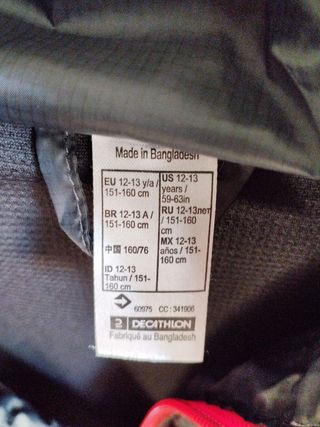 Made in Bangladesh
EU 12-13 y/a /
151-160 cm
BR 12-13 A /
151-160 cm
中国 160/76
ID 12-13
Tahun / 151-
160 cm
US 12-13
years /
59-63in
RU 12-13лет
/ 151-160
cm
MX 12-13
años / 151-
160 cm
60975 CC : 341906
2 DECATHLON
Fabriqué au Bangladesh